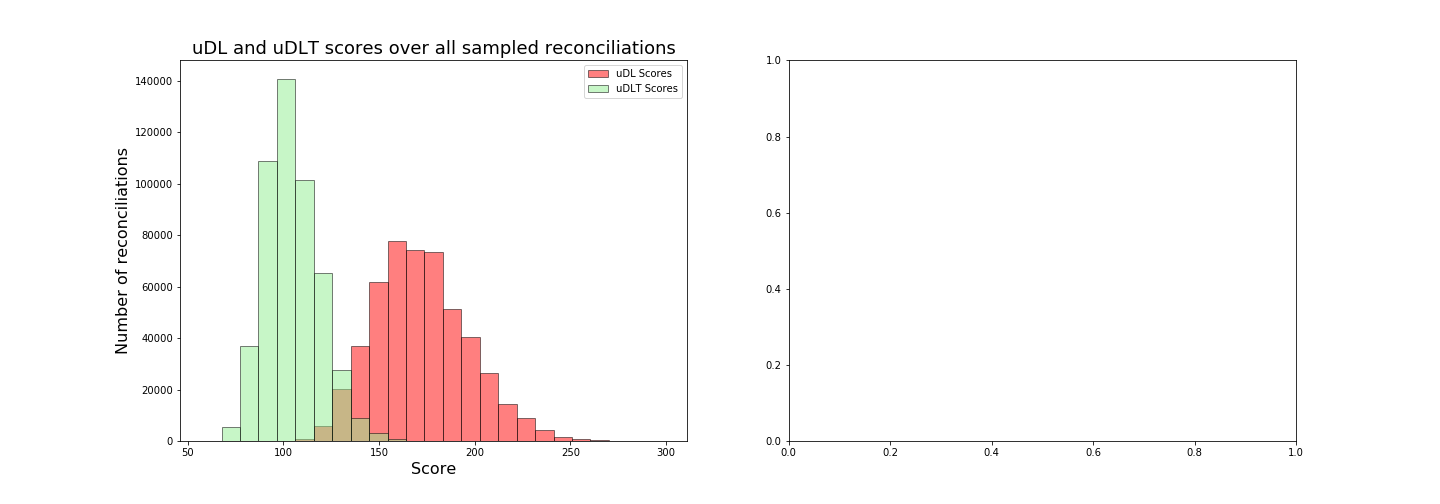 uDL and uDLT scores over all sampled reconciliations
uDL Scores
uDLT Scores
Number of reconciliations
140000
120000
100000
80000
60000
40000
20000
0
50 100 150 200 250 300
Score
1.0
0.8
0.6
0.4
0.2
0.0
0.0 0.2 0.4 0.6 0.8 1.0